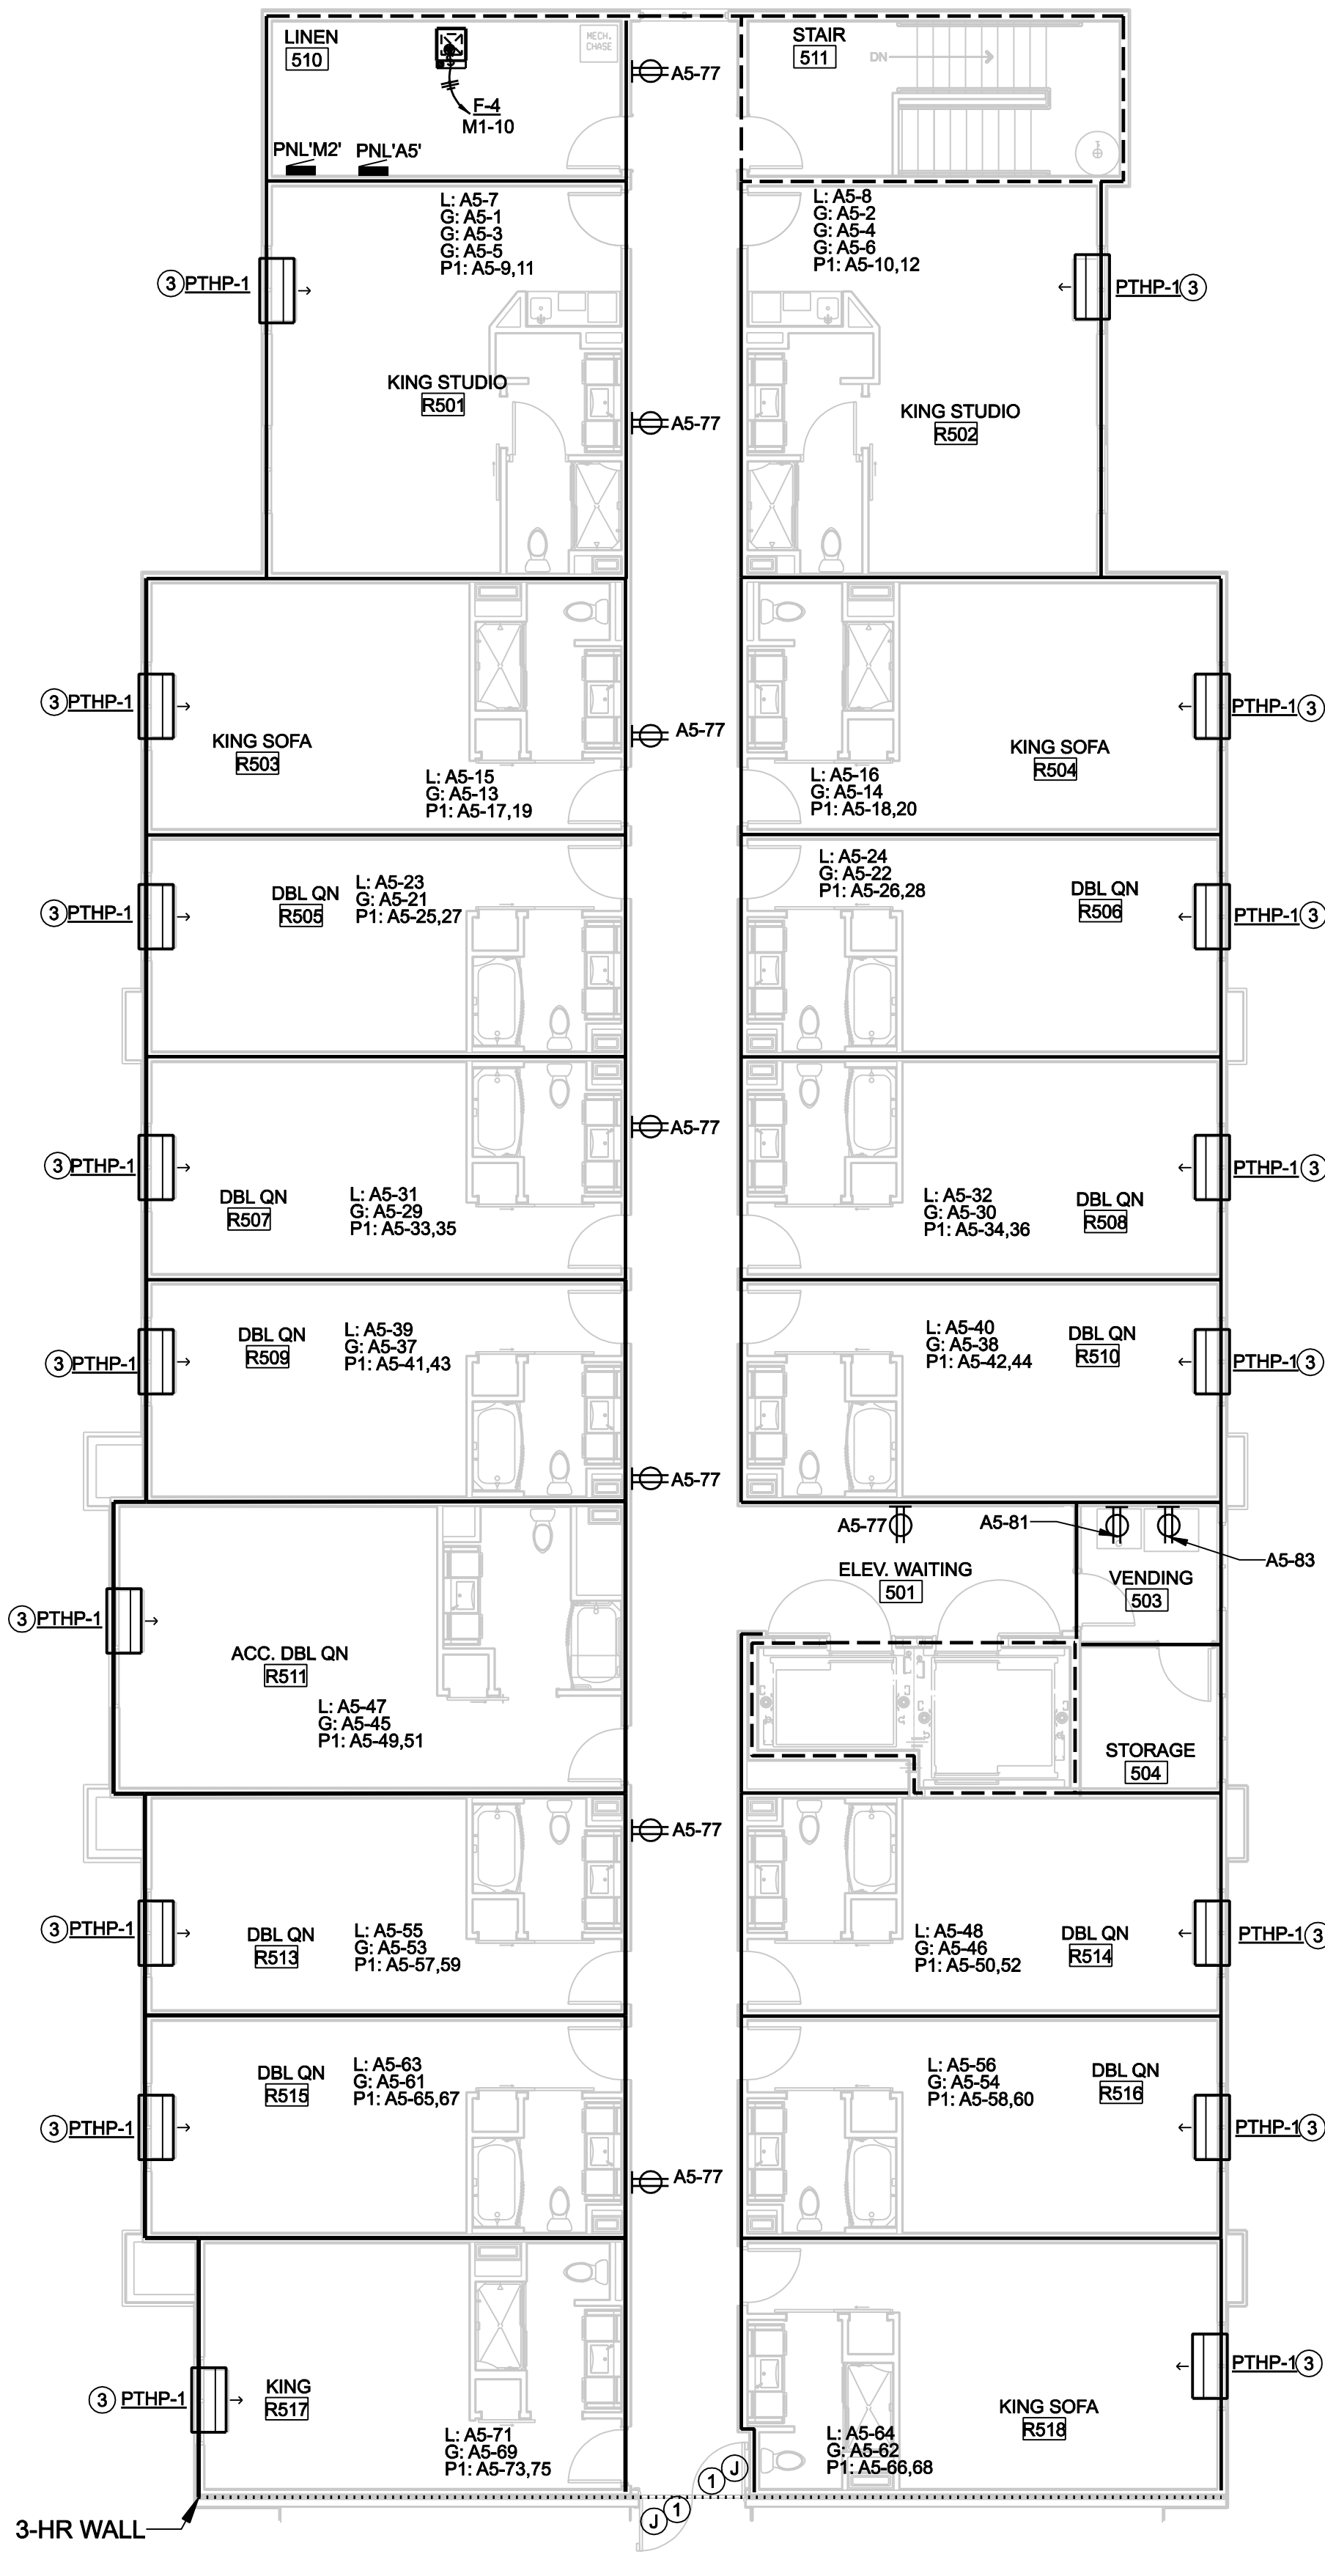 LINEN
510
MECH.
CHASE
F-4
M1-10
PNL'M2'
PNL'A5'
A5-77
STAIR
511
DN
L: A5-7
G: A5-1
G: A5-3
G: A5-5
P1: A5-9,11
L: A5-8
G: A5-2
G: A5-4
G: A5-6
P1: A5-10,12
3 PTHP-1
PTHP-1 3
KING STUDIO
R501
A5-77
KING STUDIO
R502
3 PTHP-1
KING SOFA
R503
L: A5-15
G: A5-13
P1: A5-17,19
A5-77
L: A5-16
G: A5-14
P1: A5-18,20
KING SOFA
R504
PTHP-1 3
3 PTHP-1
DBL QN
R505
L: A5-23
G: A5-21
P1: A5-25,27
L: A5-24
G: A5-22
P1: A5-26,28
DBL QN
R506
PTHP-1 3
A5-77
3 PTHP-1
DBL QN
R507
L: A5-31
G: A5-29
P1: A5-33,35
L: A5-32
G: A5-30
P1: A5-34,36
DBL QN
R508
PTHP-1 3
3 PTHP-1
DBL QN
R509
L: A5-39
G: A5-37
P1: A5-41,43
L: A5-40
G: A5-38
P1: A5-42,44
DBL QN
R510
PTHP-1 3
A5-77
A5-77
A5-81
A5-83
ELEV. WAITING
501
VENDING
503
3 PTHP-1
ACC. DBL QN
R511
L: A5-47
G: A5-45
P1: A5-49,51
STORAGE
504
A5-77
3 PTHP-1
DBL QN
R513
L: A5-55
G: A5-53
P1: A5-57,59
L: A5-48
G: A5-46
P1: A5-50,52
DBL QN
R514
PTHP-1 3
3 PTHP-1
DBL QN
R515
L: A5-63
G: A5-61
P1: A5-65,67
L: A5-56
G: A5-54
P1: A5-58,60
DBL QN
R516
PTHP-1 3
A5-77
3 PTHP-1
KING
R517
L: A5-71
G: A5-69
P1: A5-73,75
L: A5-64
G: A5-62
P1: A5-66,68
KING SOFA
R518
PTHP-1 3
1 J
J 1
3-HR WALL